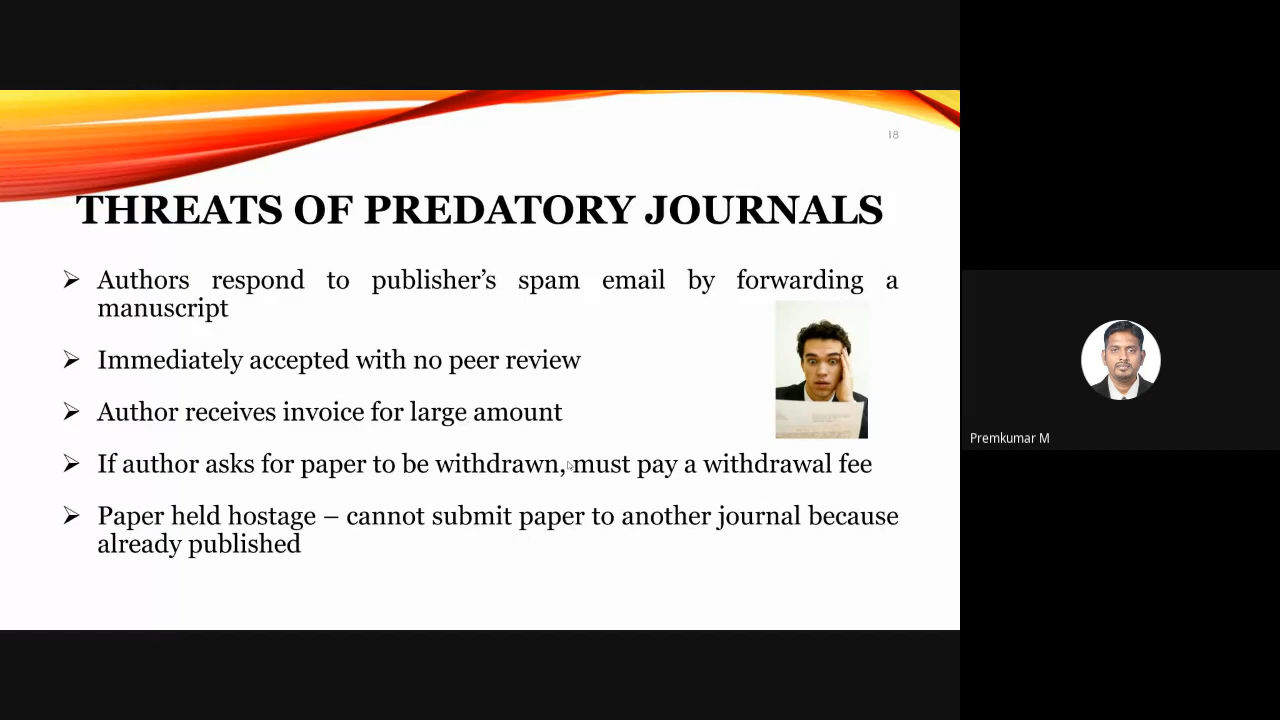 18
THREATS OF PREDATORY JOURNALS
➢ Authors respond to publisher’s spam email by forwarding a
manuscript
➢ Immediately accepted with no peer review
➢ Author receives invoice for large amount
➢ If author asks for paper to be withdrawn, must pay a withdrawal fee
➢ Paper held hostage – cannot submit paper to another journal because
already published
Premkumar M